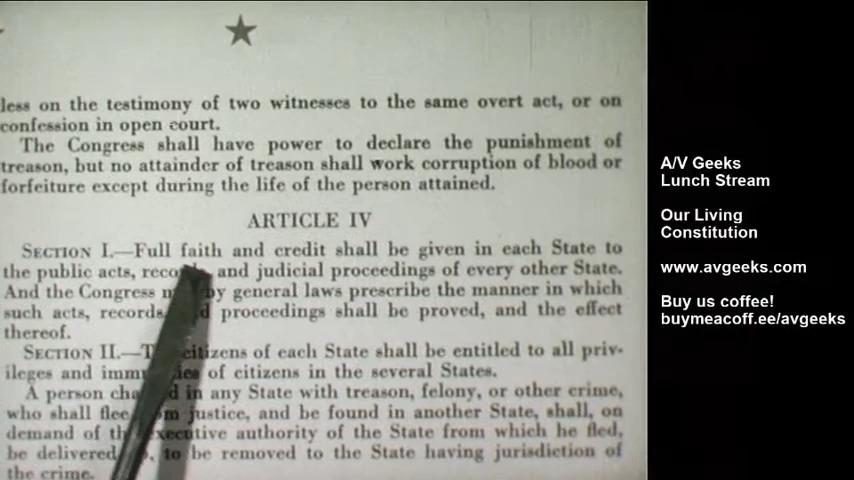 less on the testimony of two witnesses to the same overt act, or on
confession in open court.
The Congress shall have power to declare the punishment of
treason, but no attainder of treason shall work corruption of blood or
forfeiture except during the life of the person attained.
ARTICLE IV
SECTION I.—Full faith and credit shall be given in each State to
the public acts, records and judicial proceedings of every other State.
And the Congress may by general laws prescribe the manner in which
such acts, records and proceedings shall be proved, and the effect
thereof.
SECTION II.—The citizens of each State shall be entitled to all priv-
ileges and immunities of citizens in the several States.
A person charged in any State with treason, felony, or other crime,
who shall flee from justice, and be found in another State, shall, on
demand of the executive authority of the State from which he fled,
be delivered up, to be removed to the State having jurisdiction of
the crime.
A/V Geeks
Lunch Stream
Our Living
Constitution
www.avgeeks.com
Buy us coffee!
buymeacoff.ee/avgeeks